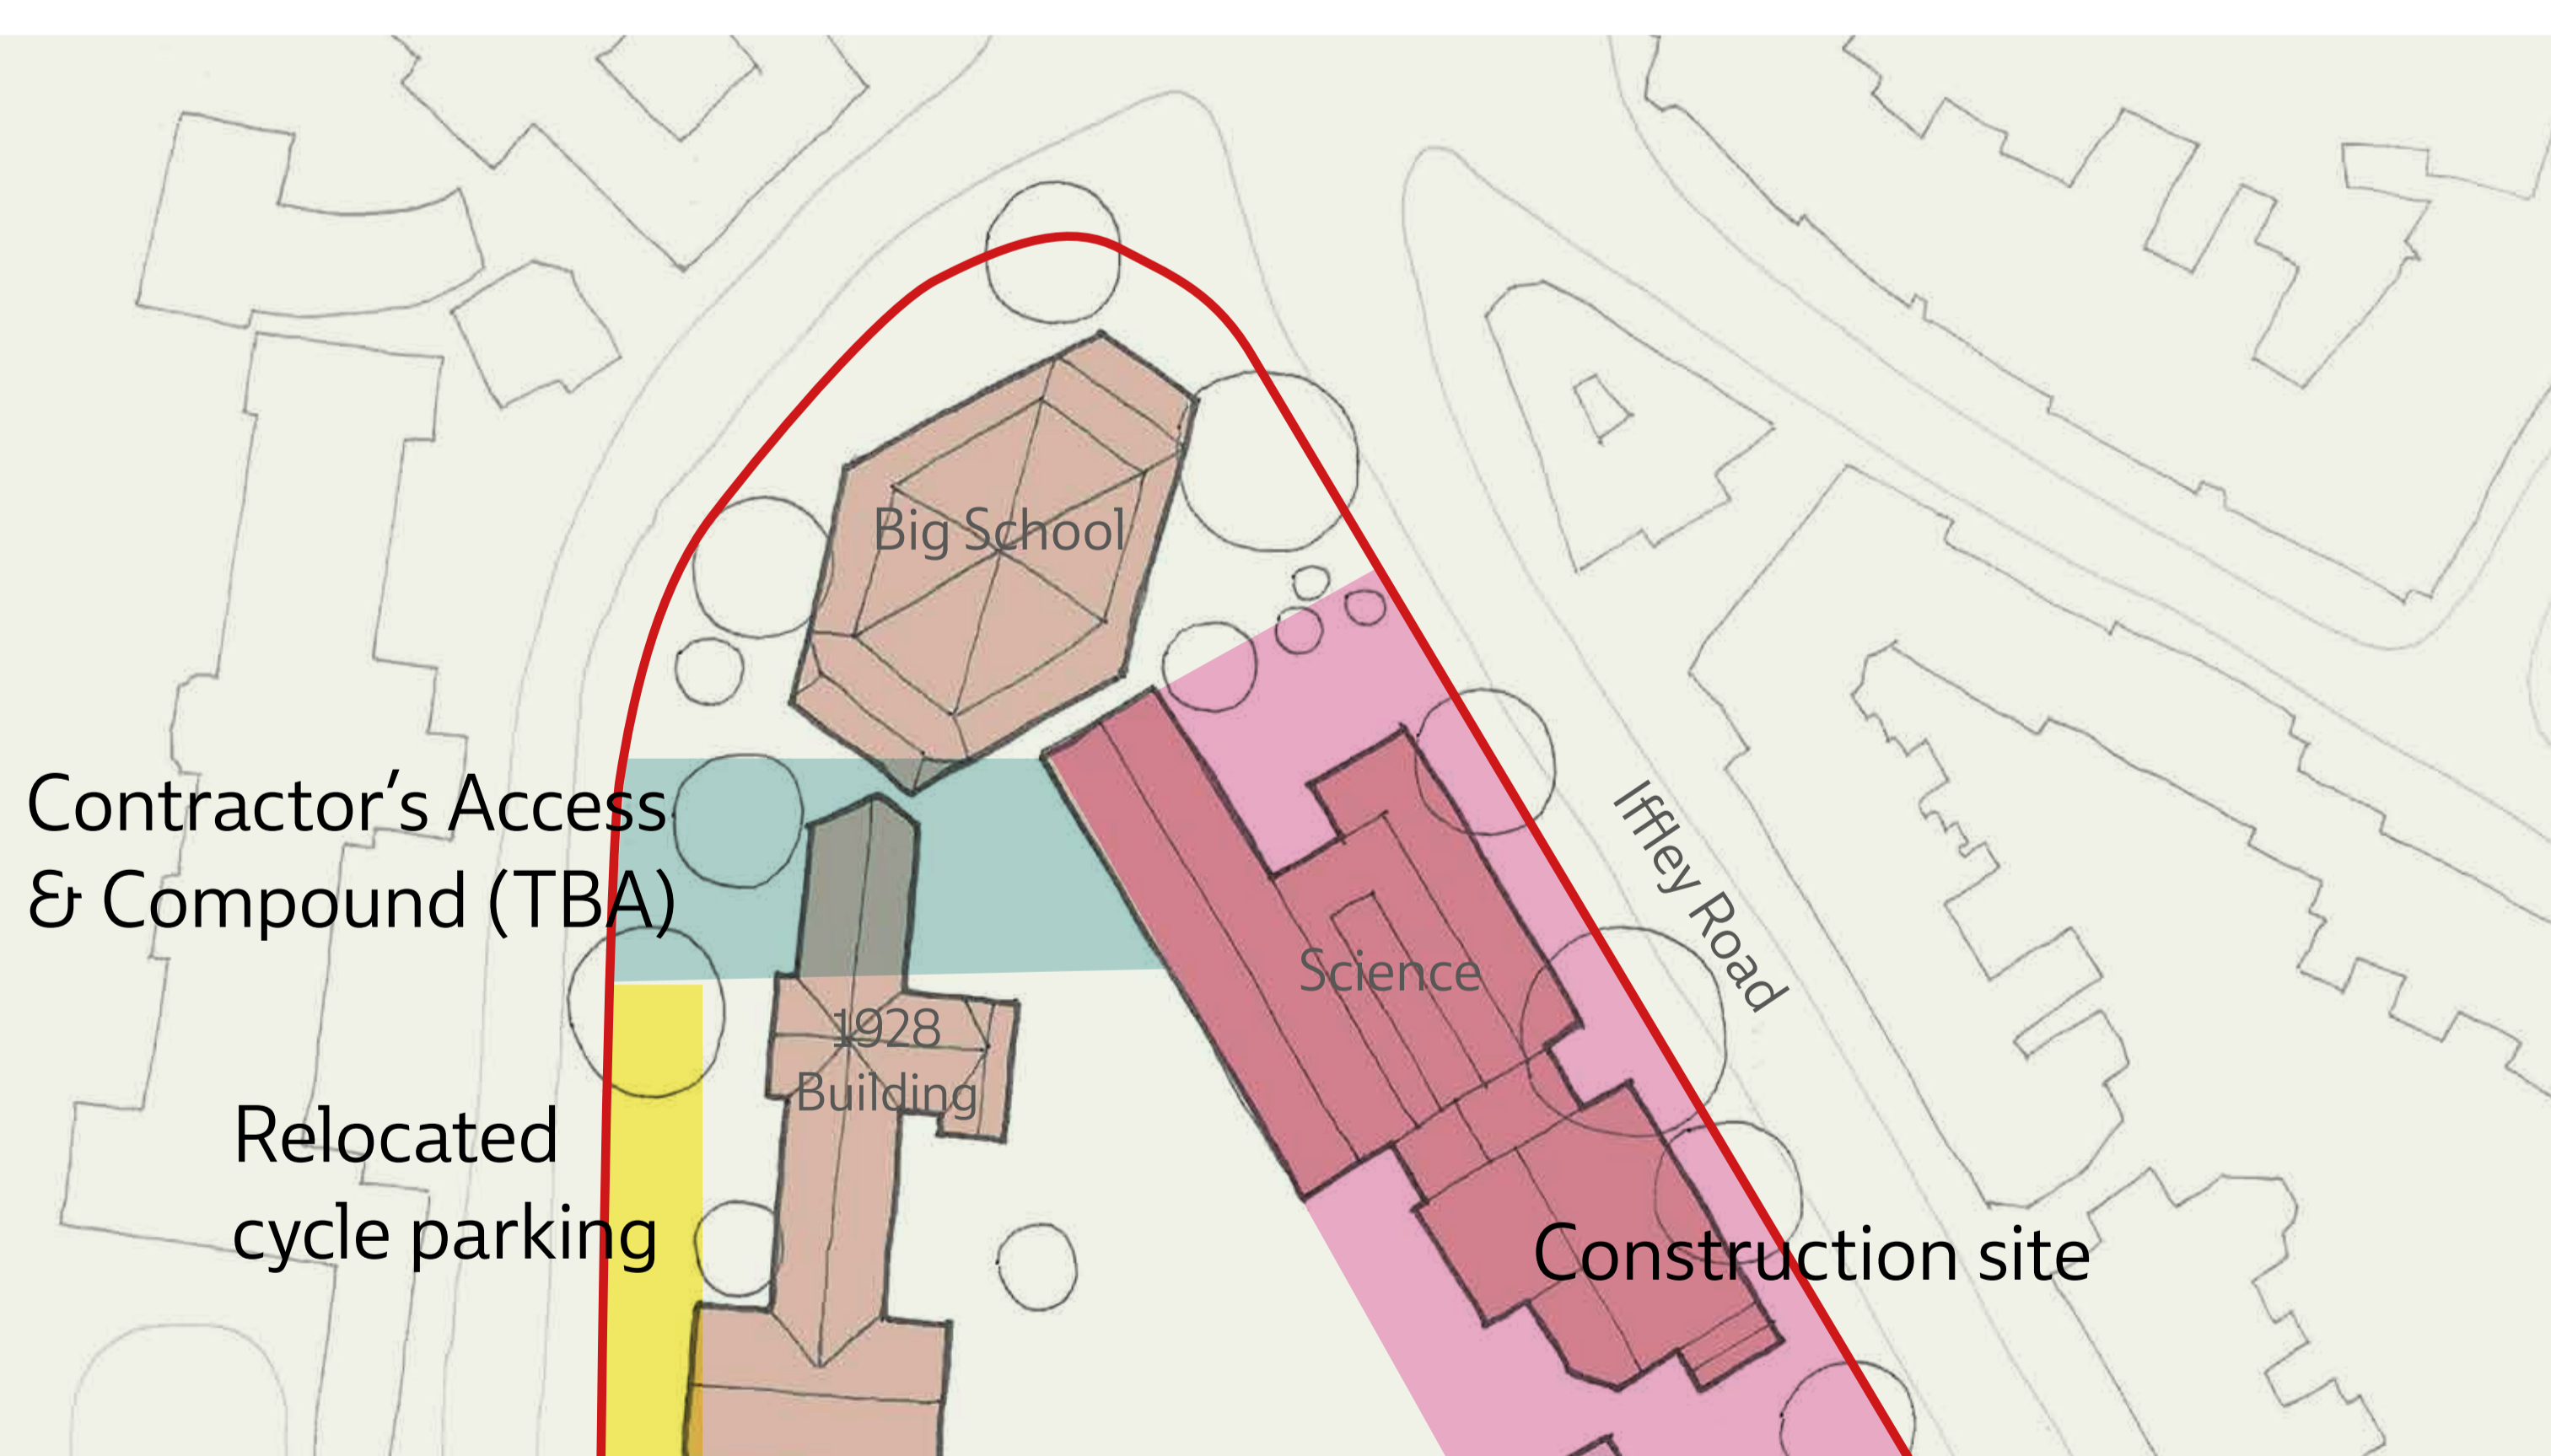 Big School
Contractor’s Access
& Compound (TBA)
Iffley Road
Science
1928
Building
Relocated
cycle parking
Construction site